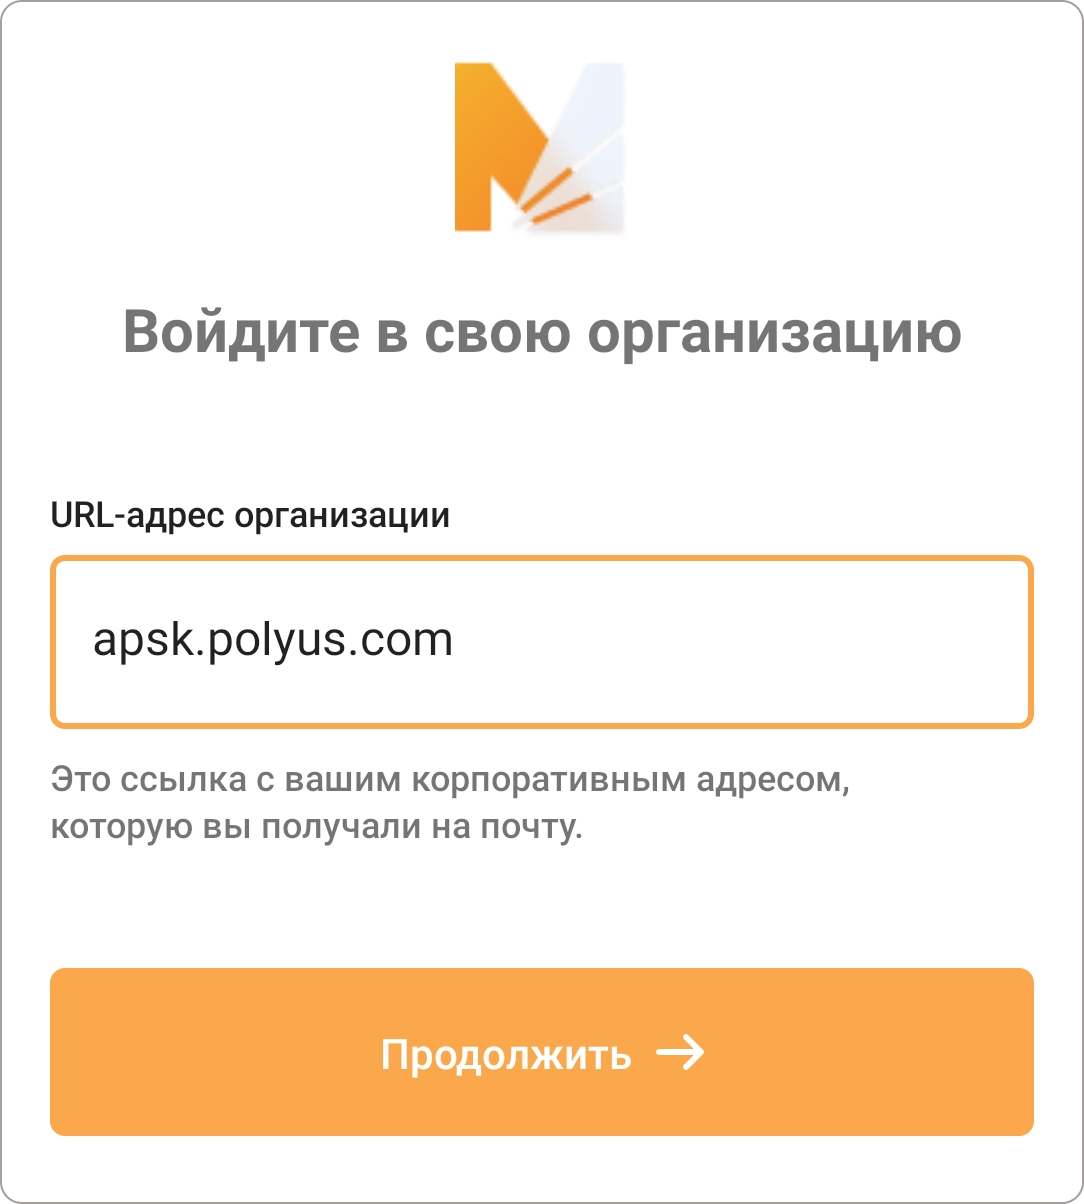 Войдите в свою организацию
URL-адрес организации
apsk.polyus.com
Это ссылка с вашим корпоративным адресом,
которую вы получали на почту.
Продолжить →